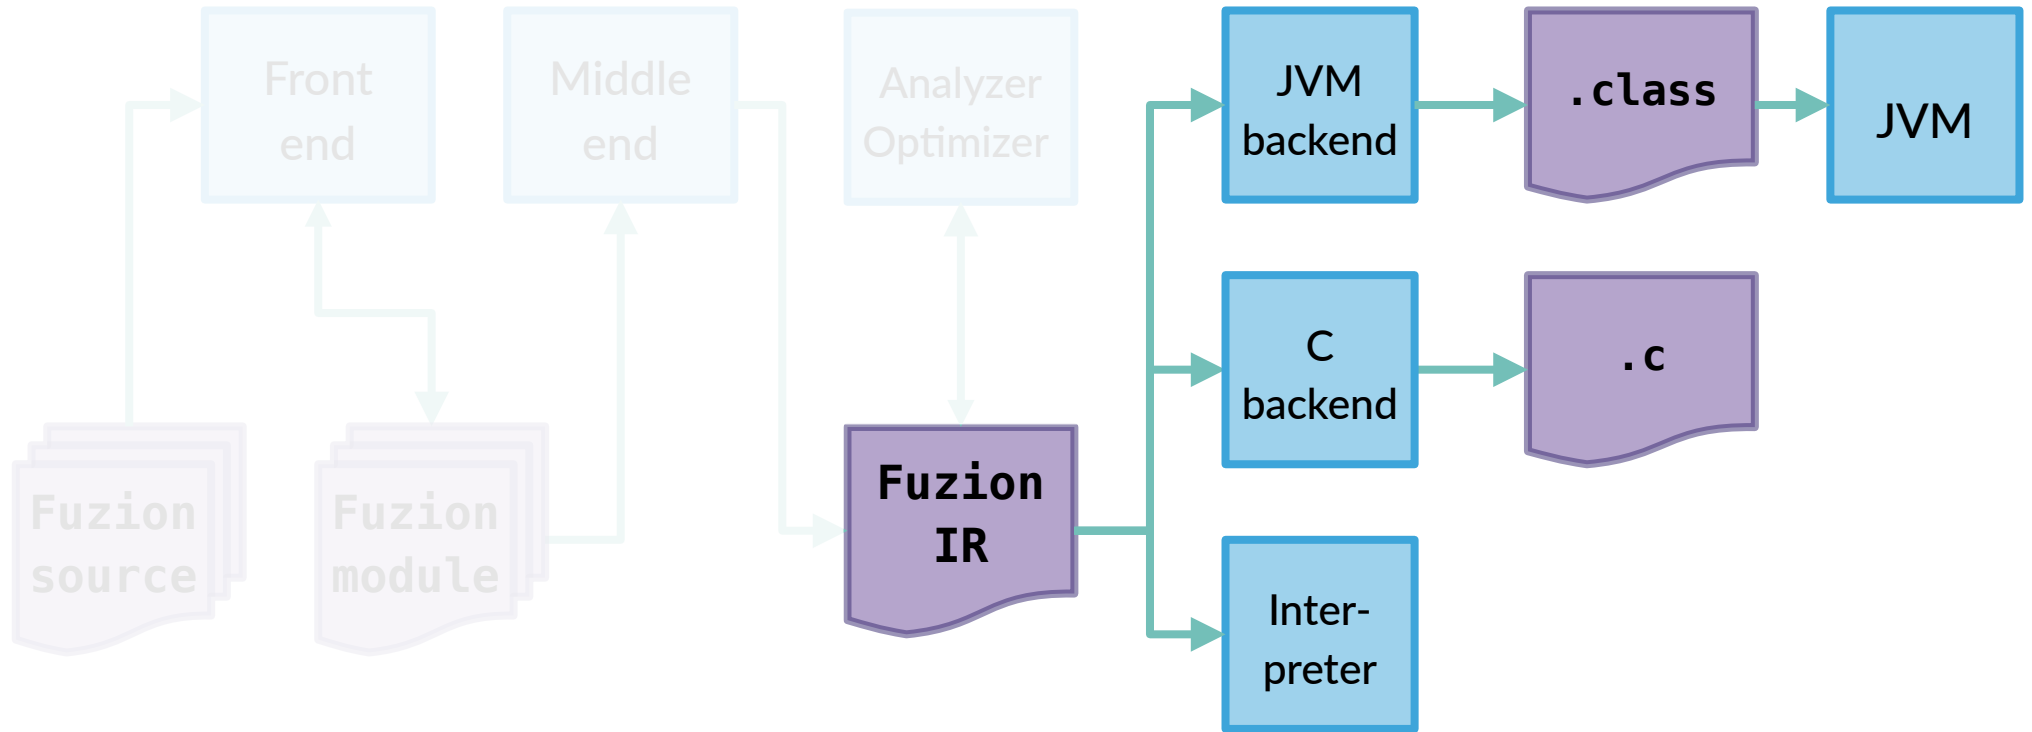 Front
end
Middle
end
Analyzer
Optimizer
JVM
backend
.class
JVM
C
backend
.c
Fuzion
source
Fuzion
module
Fuzion
IR
Inter-
preter